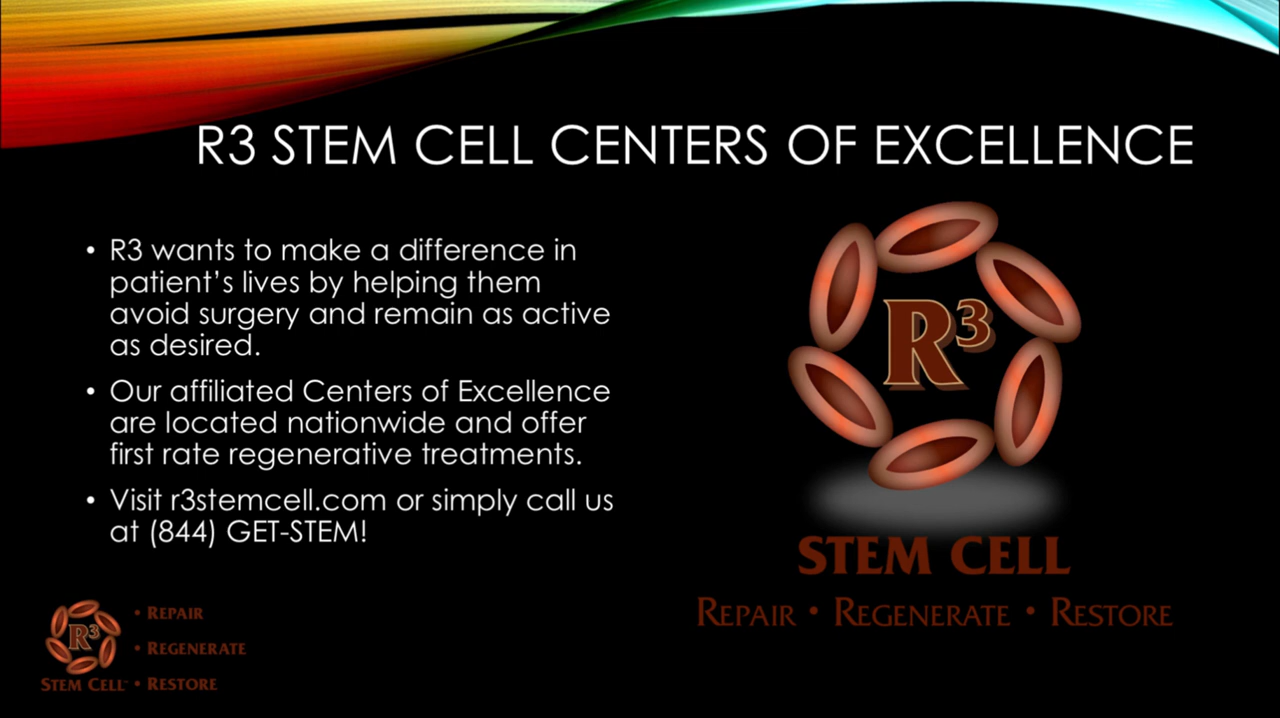 R3 STEM CELL CENTERS OF EXCELLENCE
• R3 wants to make a difference in
patient's lives by helping them
avoid surgery and remain as active
as desired.
• Our affiliated Centers of Excellence
are located nationwide and offer
first rate regenerative treatments.
• Visit r3stemcell.com or simply call us
at (844) GET-STEM!
R3
STEM CELL
REPAIR • REGENERATE • RESTORE
R3
STEM CELL™
• REPAIR
• REGENERATE
• RESTORE